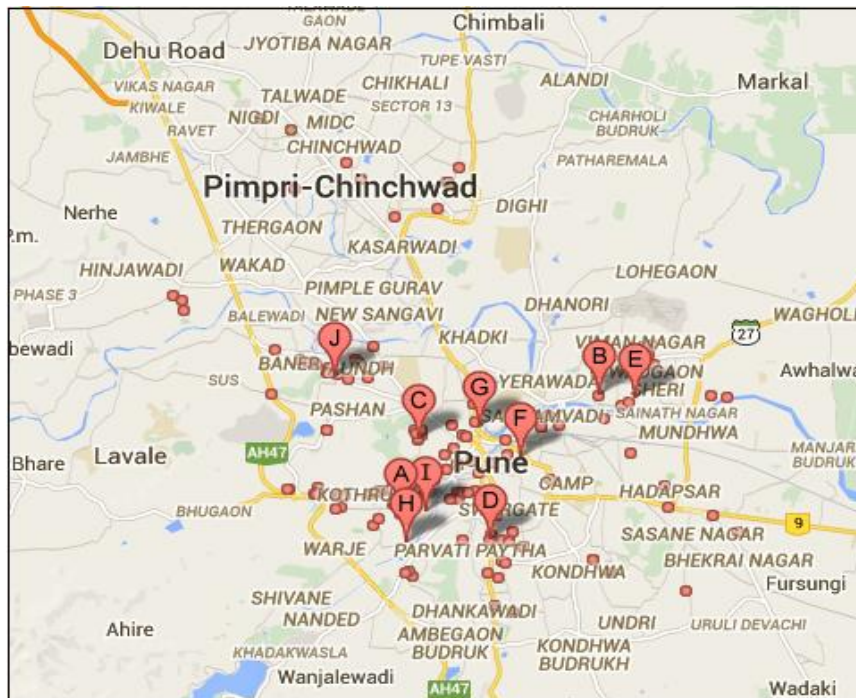 Chimbali
Dehu Road
JYOTIBA NAGAR
TUPE VASTI
VIKAS NAGAR
KIWALE
TALWADE
CHIKHALI
SECTOR 13
ALANDI
Markal
RAVET
NIGDI
MIDC
CHINCHWAD
CHARHOLI
BUDRUK
JAMBHE
PATHAREMALA
Pimpri-Chinchwad
Nerhe
THERGAON
DIGHI
P.m.
KASARWADI
HINJAWADI
WAKAD
LOHEGAON
PHASE 3
PIMPLE GURAV
DHANORI
BALEWADI
NEW SANGAVI
KHADKI
WAGHOLI
bewadi
VIMAN NAGAR
27
J
BANER
SUS
YERAWADA
B
E
SHERI
Awhalwa
PASHAN
C
G
F
SAINATH NAGAR
MUNDHWA
AH47
Lavale
Pune
MANJAR
BUDRUK
Bhare
A
I
CAMP
KOTHRU
H
D
HADAPSAR
BHUGAON
9
WARJE
PARVATI PAYTHA
SASANE NAGAR
KONDHWA
BHEKRAI NAGAR
Fursungi
SHIVANE
NANDED
DHANKAWADI
UNDRI
URULI DEVACHI
Ahire
KHADAKWASLA
AMBEGAON
BUDRUK
KONDHWA
BUDRUKH
Wanjalewadi
AH47
Wadaki